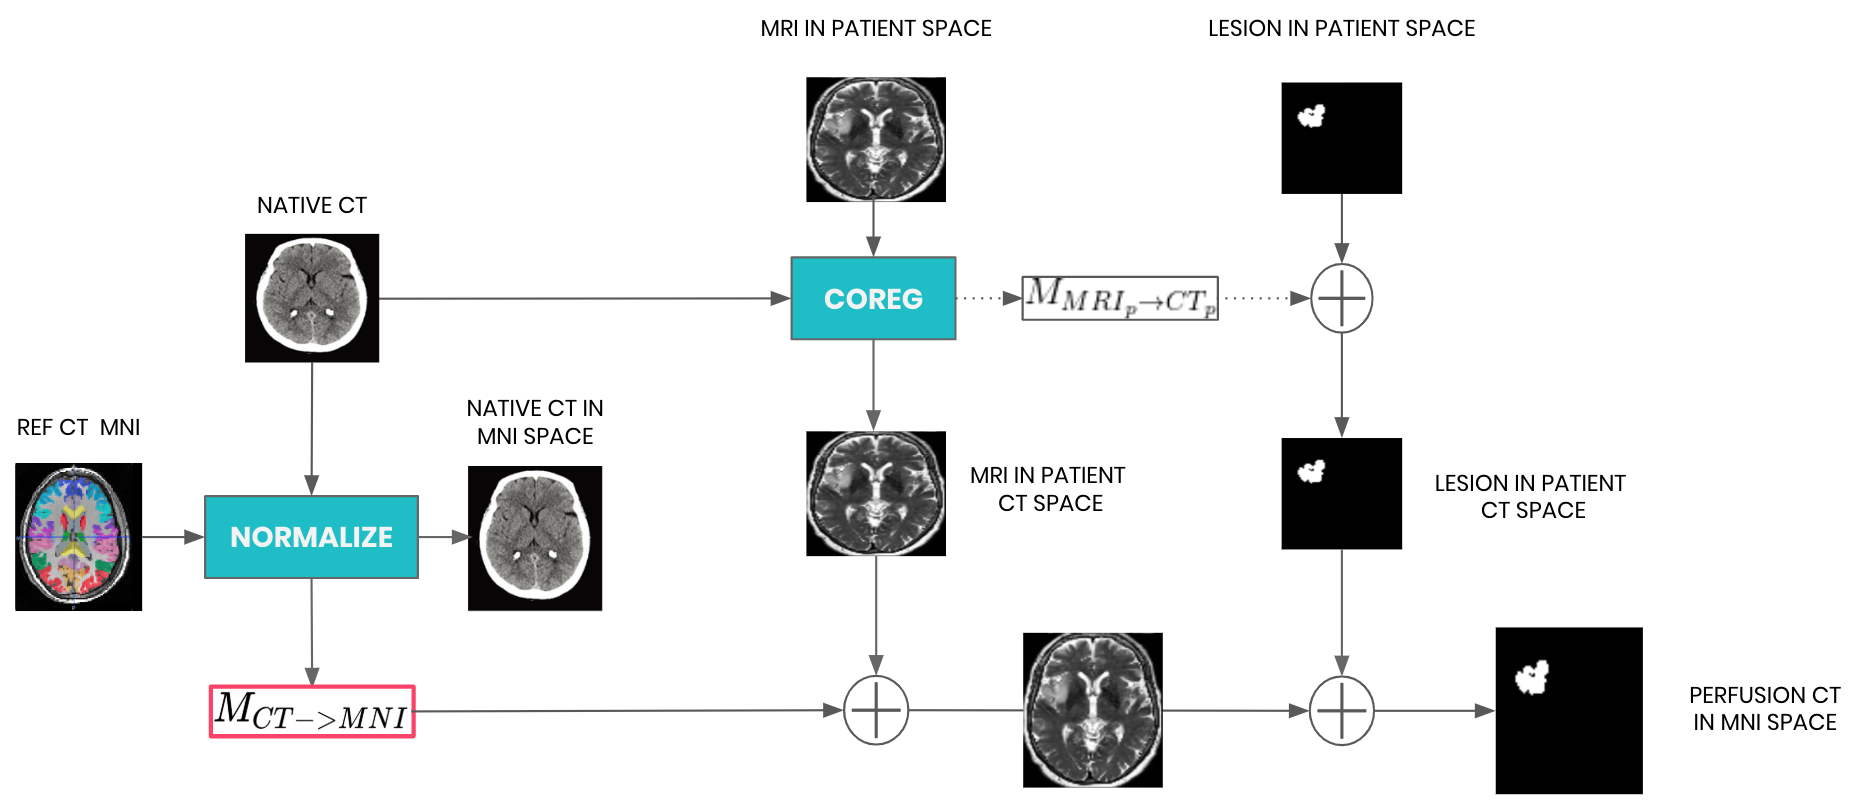 MRI IN PATIENT SPACE
LESION IN PATIENT SPACE
NATIVE CT
COREG
M_{MRI_p→CT_p}
REF CT MNI
NATIVE CT IN
MNI SPACE
MRI IN PATIENT
CT SPACE
LESION IN PATIENT
CT SPACE
NORMALIZE
M_{CT->MNI}
PERFUSION CT
IN MNI SPACE